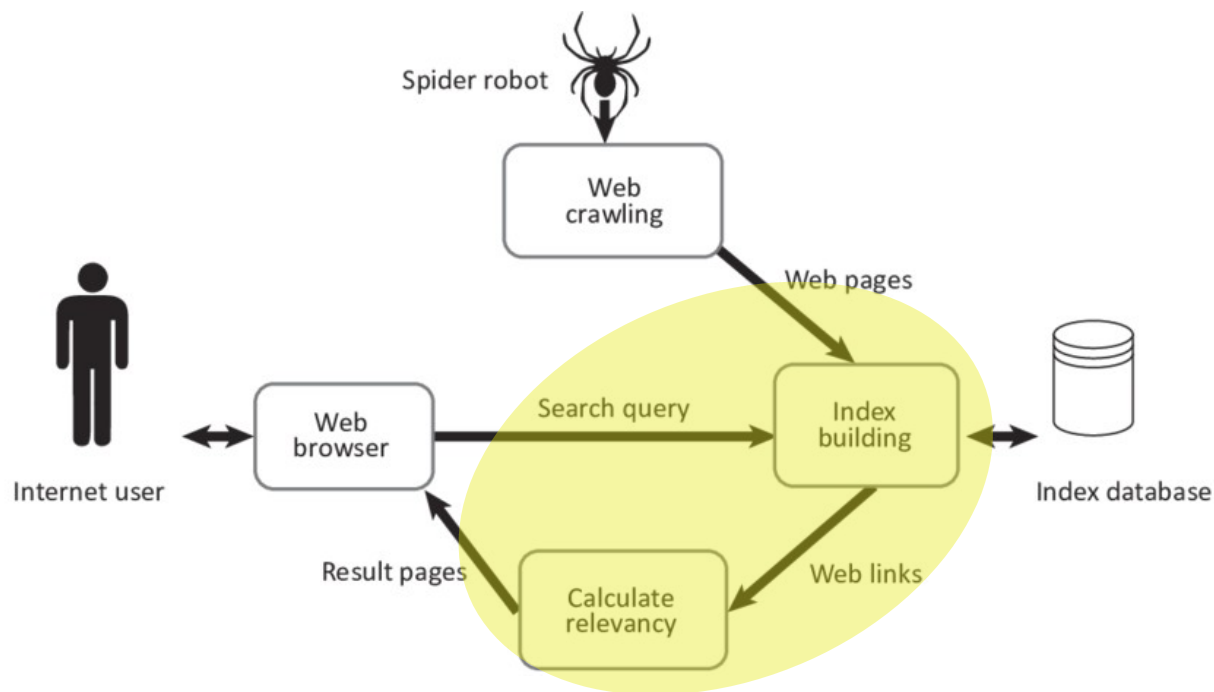 Spider robot
Web
crawling
Web pages
Search query
Index
building
Web
browser
Internet user
Index database
Result pages
Web links
Calculate
relevancy